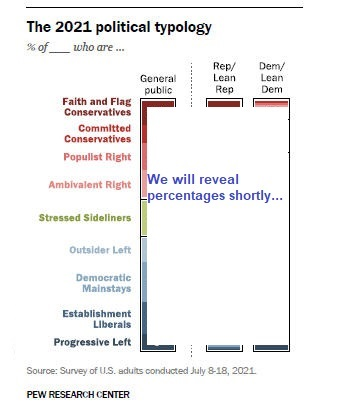 The 2021 political typology
% of ___ who are ...
General
public
Rep/
Lean
Rep
Dem/
Lean
Dem
Faith and Flag
Conservatives
Committed
Conservatives
Populist Right
Ambivalent Right
We will reveal
percentages shortly...
Stressed Sideliners
Outsider Left
Democratic
Mainstays
Establishment
Liberals
Progressive Left
Source: Survey of U.S. adults conducted July 8-18, 2021.
PEW RESEARCH CENTER